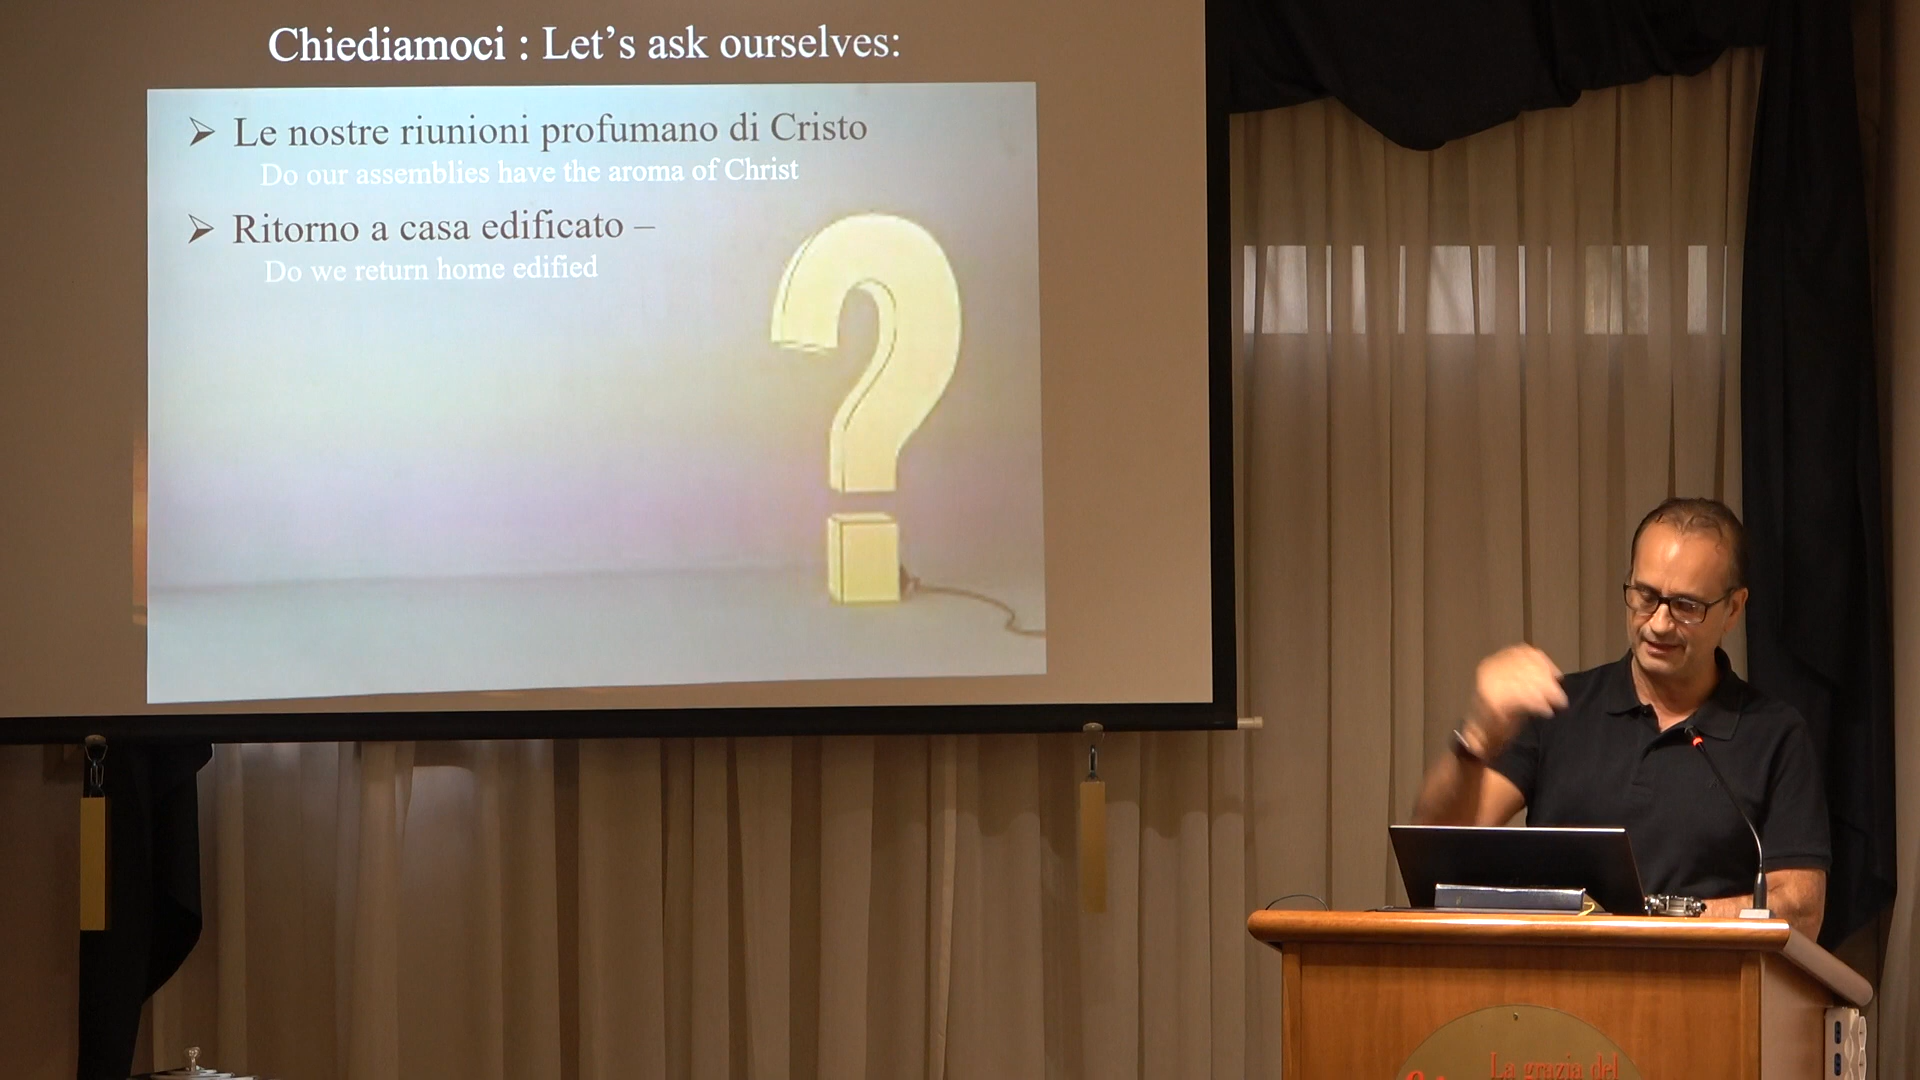 Chiediamoci : Let's ask ourselves:
➢ Le nostre riunioni profumano di Cristo
Do our assemblies have the aroma of Christ
➢ Ritorno a casa edificato –
Do we return home edified
La grazia del